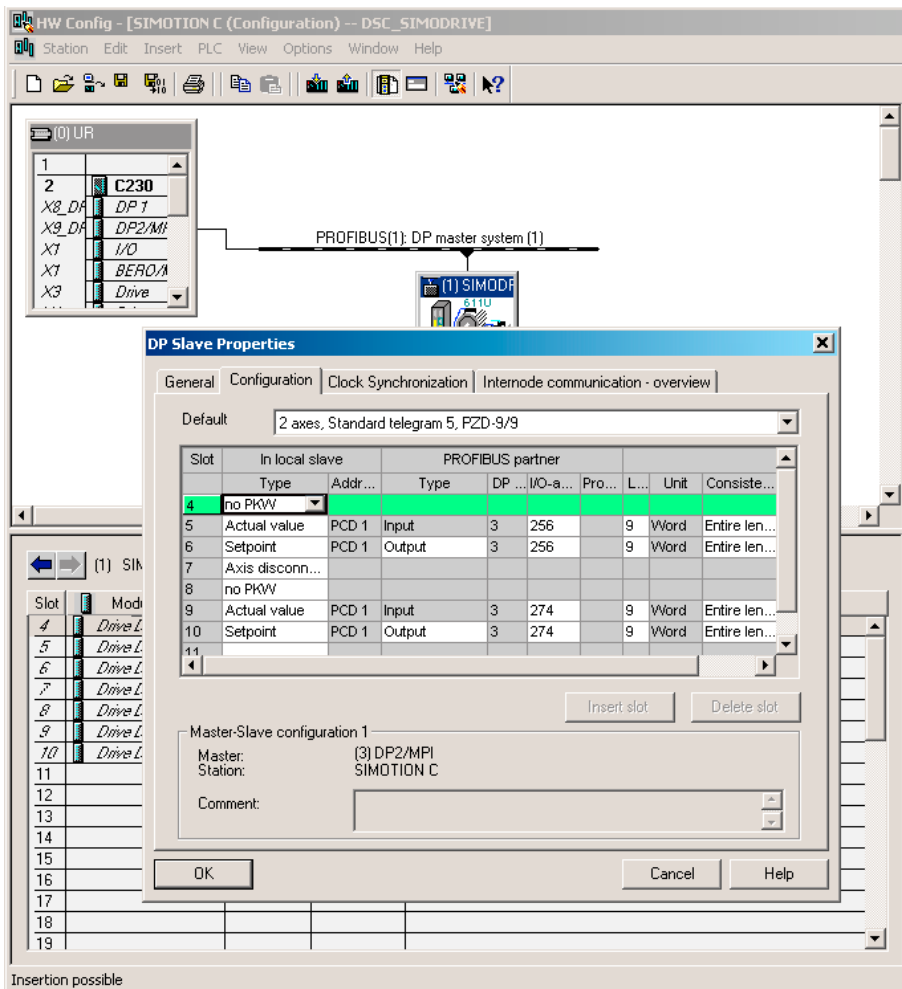 HW Config - [SIMOTION C (Configuration) -- DSC_SIMODRIVE]
Station Edit Insert PLC View Options Window Help
(0) UR
1
2 C230
X8_DP DP 1
X9_DP DP2/MP
X1 I/O
X1 BERO/M
X3 Drive
PROFIBUS(1): DP master system (1)
(1) SIMODR
611U
DP Slave Properties
General Configuration Clock Synchronization Internode communication - overview
Default 2 axes, Standard telegram 5, PZD-9/9
Slot In local slave PROFIBUS partner
Type Addr... Type DP ... I/O-a... Pro... L... Unit Consiste...
4 no PKW
5 Actual value PCD 1 Input 3 256 9 Word Entire len...
6 Setpoint PCD 1 Output 3 256 9 Word Entire len...
7 Axis disconn...
8 no PKW
9 Actual value PCD 1 Input 3 274 9 Word Entire len...
10 Setpoint PCD 1 Output 3 274 9 Word Entire len...
11
Insert slot Delete slot
Master-Slave configuration 1
Master: (3) DP2/MPI
Station: SIMOTION C
Comment:
OK Cancel Help
(1) SIM
Slot Modu
4 Drive D
5 Drive D
6 Drive D
7 Drive D
8 Drive D
9 Drive D
10 Drive D
11
12
13
14
15
16
17
18
19
Insertion possible